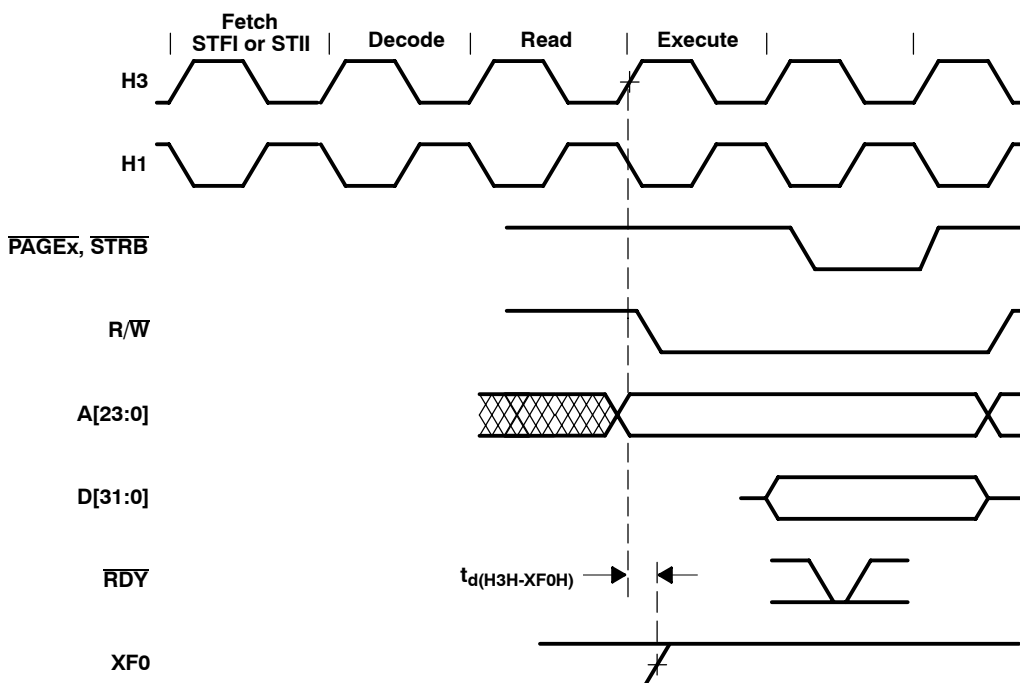 Fetch
STFI or STII
Decode
Read
Execute
H3
H1
PAGEx, STRB
R/W
A[23:0]
D[31:0]
RDY
td(H3H-XF0H)
XF0